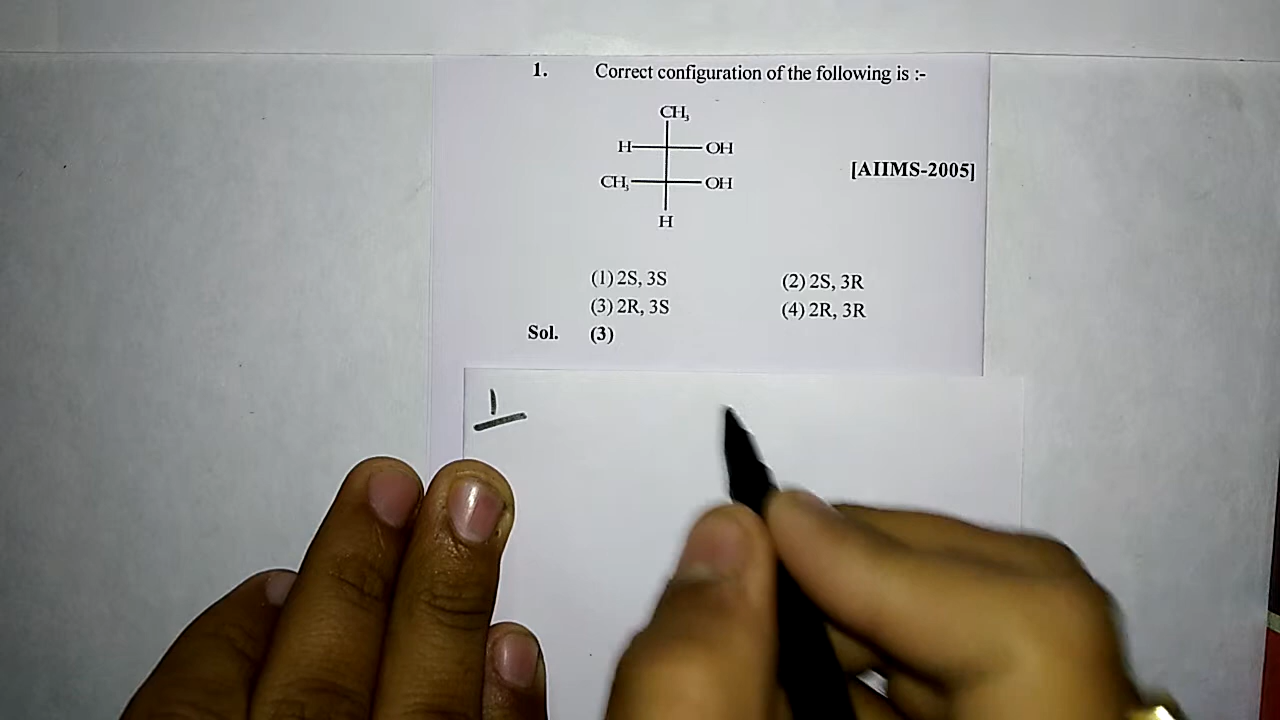 1. Correct configuration of the following is :-
CH3
H OH
[AIIMS-2005]
CH3 OH
H
(1) 2S, 3S (2) 2S, 3R
(3) 2R, 3S (4) 2R, 3R
Sol. (3)
1